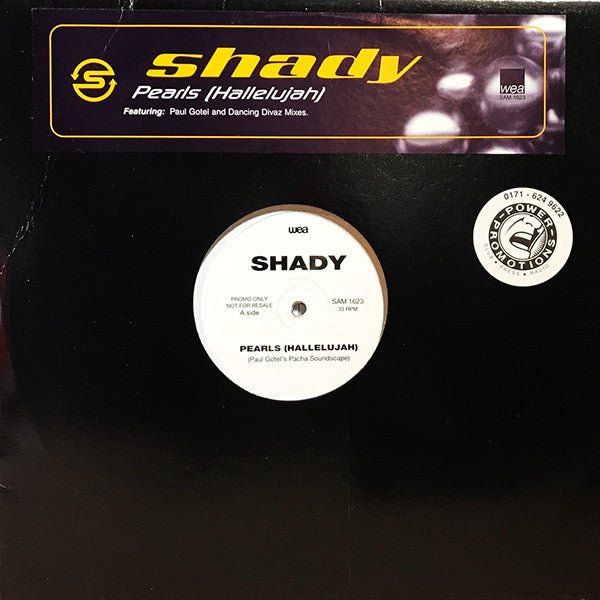 S
shady
Pearls (Hallelujah)
Featuring: Paul Gotel and Dancing Divaz Mixes.
wea
SAM 1623
0171 - 624 9622
POWER
PROMOTIONS
CLUB • PRESS • RADIO
wea
SHADY
PROMO ONLY
NOT FOR RESALE
A side
SAM 1623
33 RPM
PEARLS (HALLELUJAH)
(Paul Gotel's Pacha Soundscape)